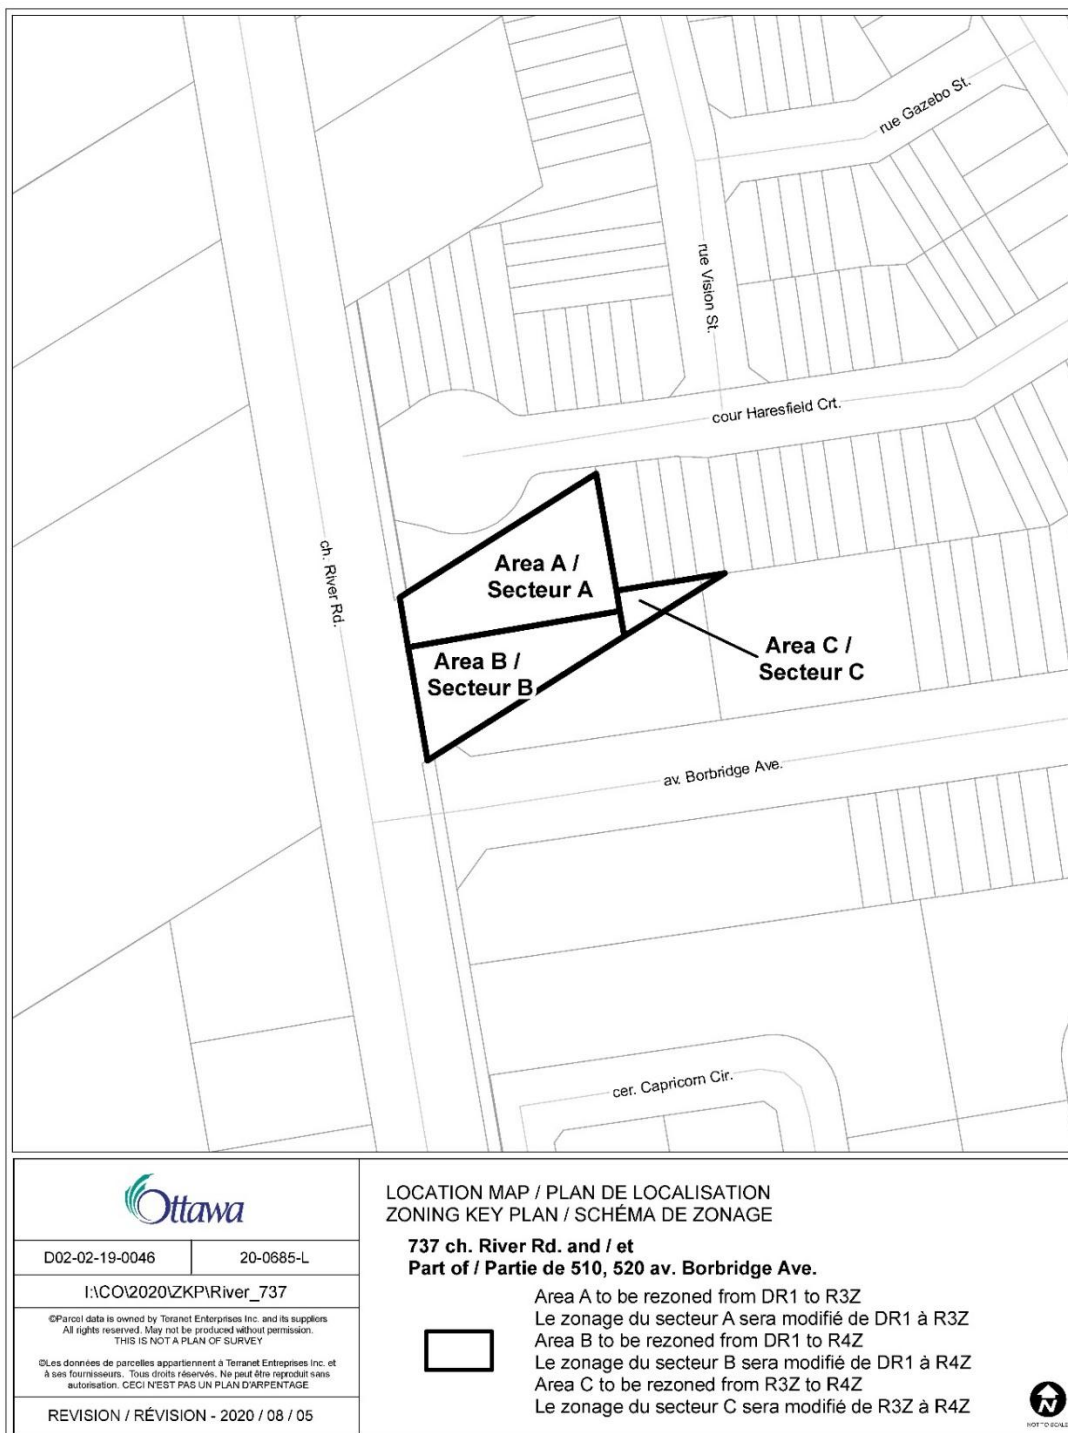 rue Gazebo St.
rue Vision St.
cour Haresfield Crt.
ch. River Rd.
Area A /
Secteur A
Area B /
Secteur B
Area C /
Secteur C
av. Borbridge Ave.
cer. Capricorn Cir.
Ottawa
D02-02-19-0046
20-0685-L
I:\CO\2020\ZKP\River_737
©Parcel data is owned by Teranet Enterprises Inc. and its suppliers
All rights reserved. May not be produced without permission.
THIS IS NOT A PLAN OF SURVEY
©Les données de parcelles appartiennent à Terranet Entreprises Inc. et
à ses fournisseurs. Tous droits réservés. Ne peut être reproduit sans
autorisation. CECI N'EST PAS UN PLAN D'ARPENTAGE
REVISION / RÉVISION - 2020 / 08 / 05
LOCATION MAP / PLAN DE LOCALISATION
ZONING KEY PLAN / SCHÉMA DE ZONAGE
737 ch. River Rd. and / et
Part of / Partie de 510, 520 av. Borbridge Ave.
Area A to be rezoned from DR1 to R3Z
Le zonage du secteur A sera modifié de DR1 à R3Z
Area B to be rezoned from DR1 to R4Z
Le zonage du secteur B sera modifié de DR1 à R4Z
Area C to be rezoned from R3Z to R4Z
Le zonage du secteur C sera modifié de R3Z à R4Z
N
NOT TO SCALE